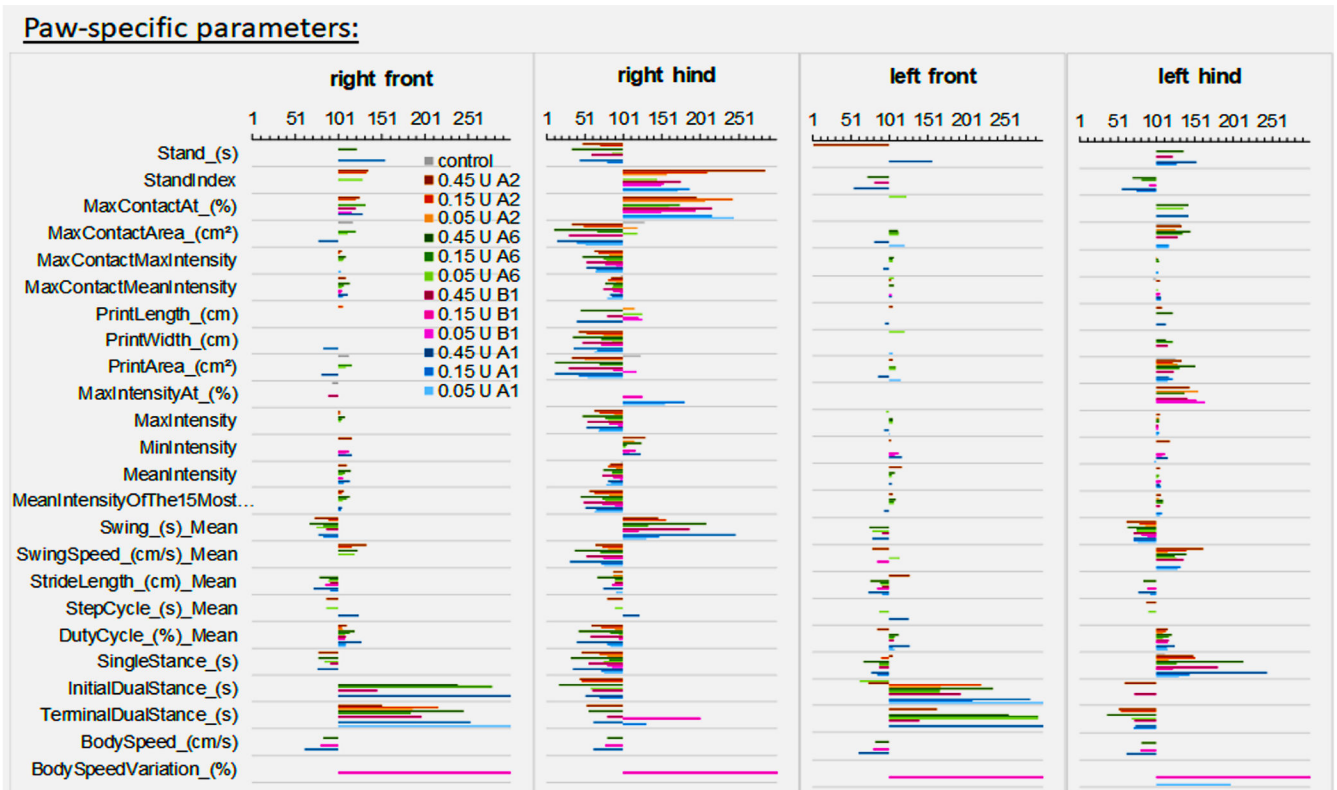 Paw-specific parameters:
right front
right hind
left front
left hind
1 51 101 151 201 251
1 51 101 151 201 251
1 51 101 151 201 251
1 51 101 151 201 251
Stand_(s)
StandIndex
MaxContactAt_(%)
MaxContactArea_(cm²)
MaxContactMaxIntensity
MaxContactMeanIntensity
PrintLength_(cm)
PrintWidth_(cm)
PrintArea_(cm²)
MaxIntensityAt_(%)
MaxIntensity
MinIntensity
MeanIntensity
MeanIntensityOfThe15Most...
Swing_(s)_Mean
SwingSpeed_(cm/s)_Mean
StrideLength_(cm)_Mean
StepCycle_(s)_Mean
DutyCycle_(%)_Mean
SingleStance_(s)
InitialDualStance_(s)
TerminalDualStance_(s)
BodySpeed_(cm/s)
BodySpeedVariation_(%)
control
0.45 U A2
0.15 U A2
0.05 U A2
0.45 U A6
0.15 U A6
0.05 U A6
0.45 U B1
0.15 U B1
0.05 U B1
0.45 U A1
0.15 U A1
0.05 U A1